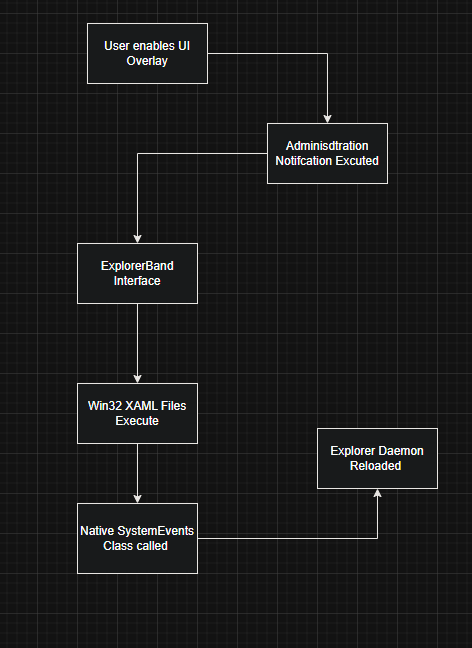 User enables UI
Overlay
Adminisdtration
Notifcation Excuted
ExplorerBand
Interface
Win32 XAML Files
Execute
Explorer Daemon
Reloaded
Native SystemEvents
Class called